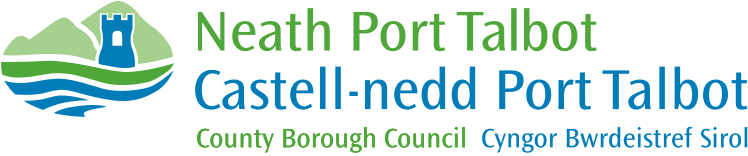 Neath Port Talbot
Castell-nedd Port Talbot
County Borough Council Cyngor Bwrdeistref Sirol